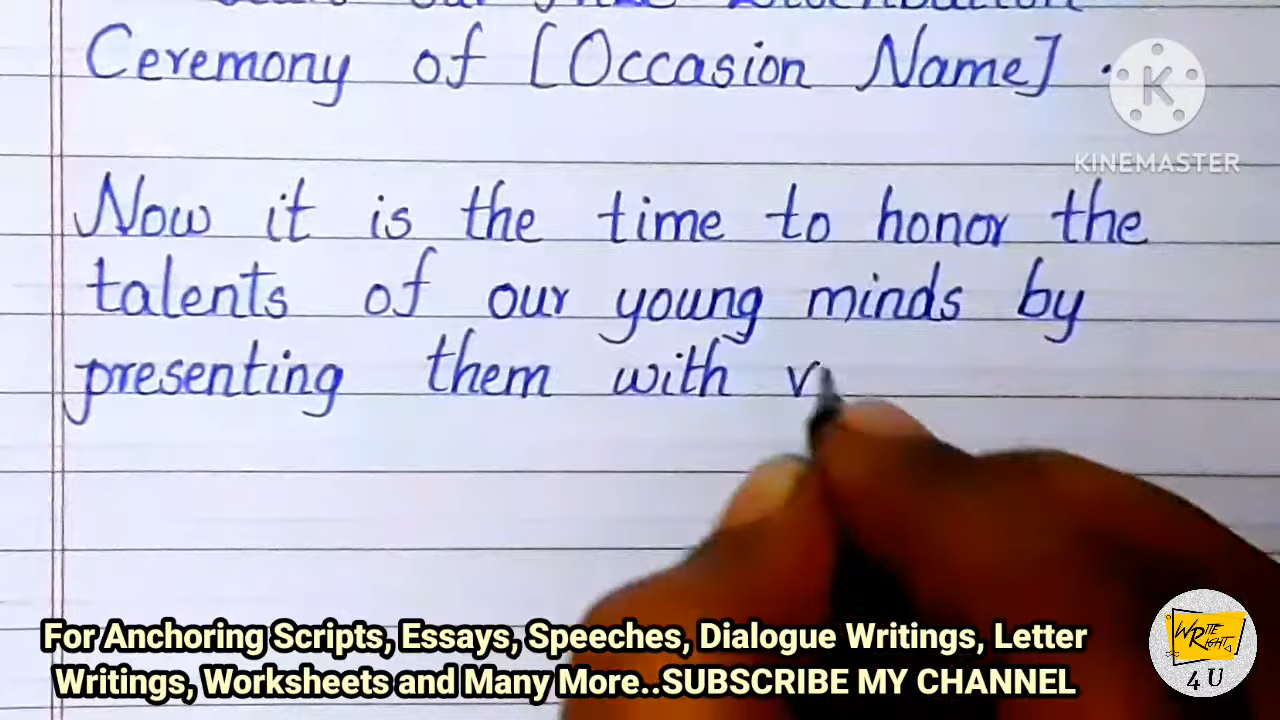 Ceremony of [Occasion Name].
KINEMASTER
Now it is the time to honor the
talents of our young minds by
presenting them with v
For Anchoring Scripts, Essays, Speeches, Dialogue Writings, Letter
Writings, Worksheets and Many More..SUBSCRIBE MY CHANNEL
WRITE
RIGHT
4 U